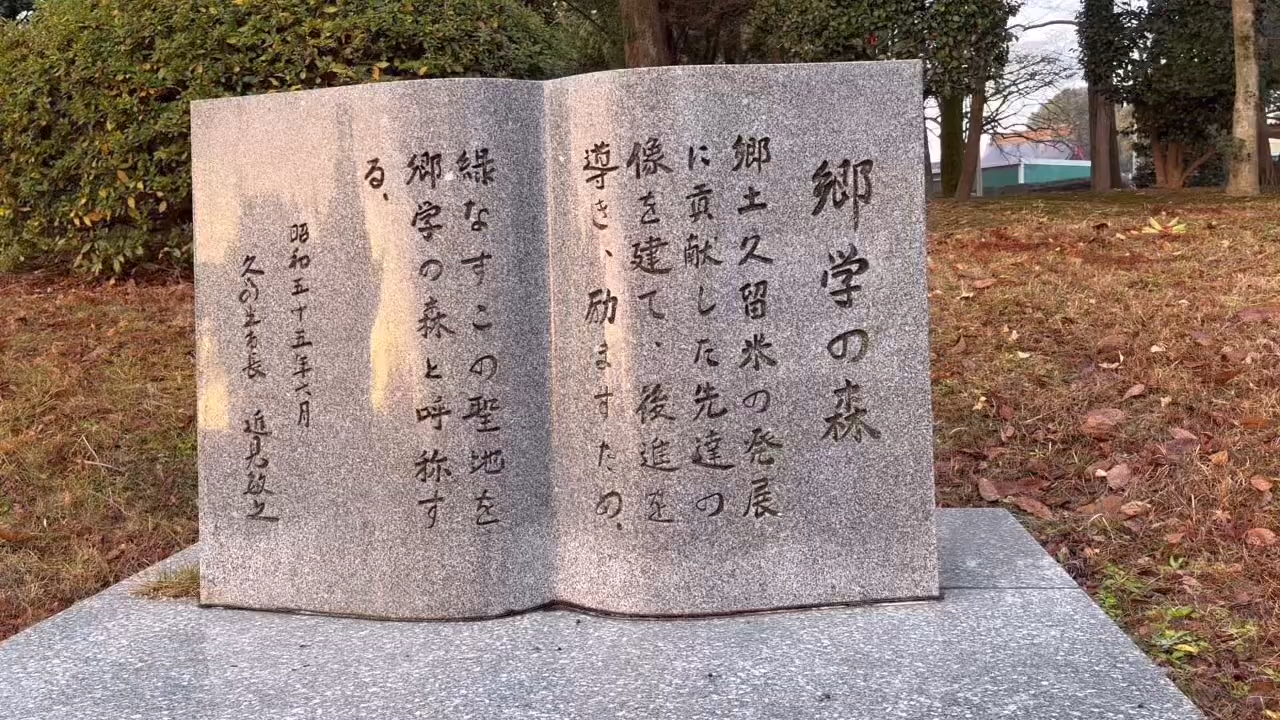 郷学の森
郷土久留米の発展
に貢献した先達の
像を建て、後進を
導き、励ますため、
緑なすこの聖地を
郷学の森と呼称す
る、
昭和五十五年六月
久の米市長 近見敏之